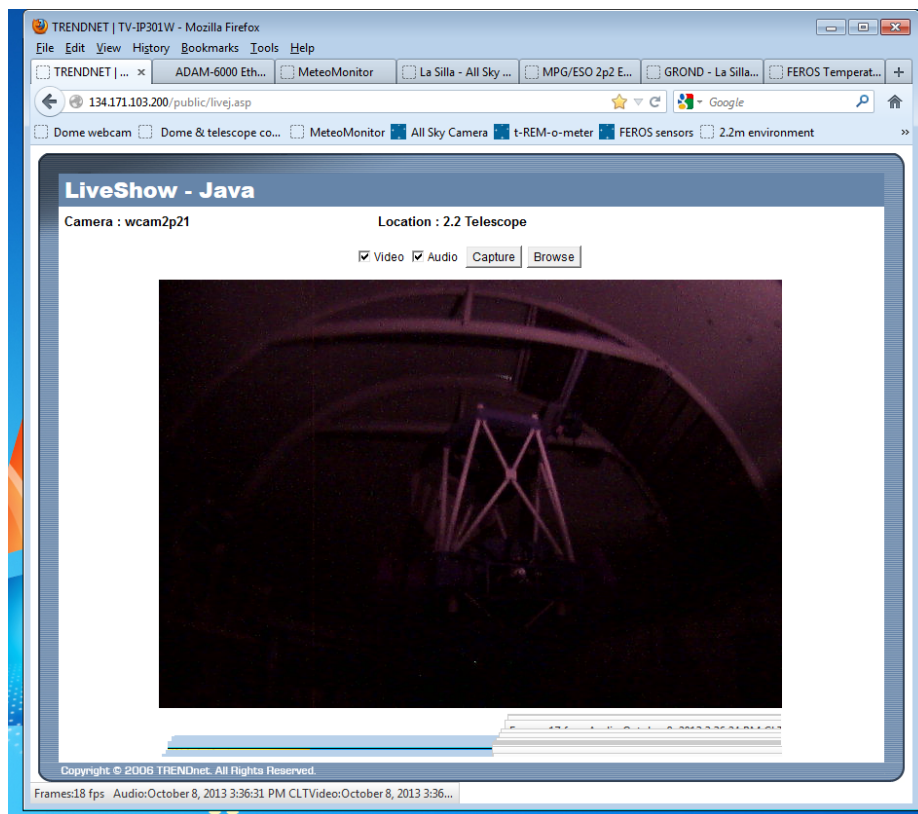 TRENDNET | TV-IP301W - Mozilla Firefox
File Edit View History Bookmarks Tools Help
TRENDNET | ... × ADAM-6000 Eth... MeteoMonitor La Silla - All Sky ... MPG/ESO 2p2 E... GROND - La Silla... FEROS Temperat... +
134.171.103.200/public/livej.asp Google
Dome webcam Dome & telescope co... MeteoMonitor All Sky Camera t-REM-o-meter FEROS sensors 2.2m environment »
LiveShow - Java
Camera : wcam2p21 Location : 2.2 Telescope
Video Audio Capture Browse
Copyright © 2006 TRENDnet. All Rights Reserved.
Frames:18 fps Audio:October 8, 2013 3:36:31 PM CLTVideo:October 8, 2013 3:36...